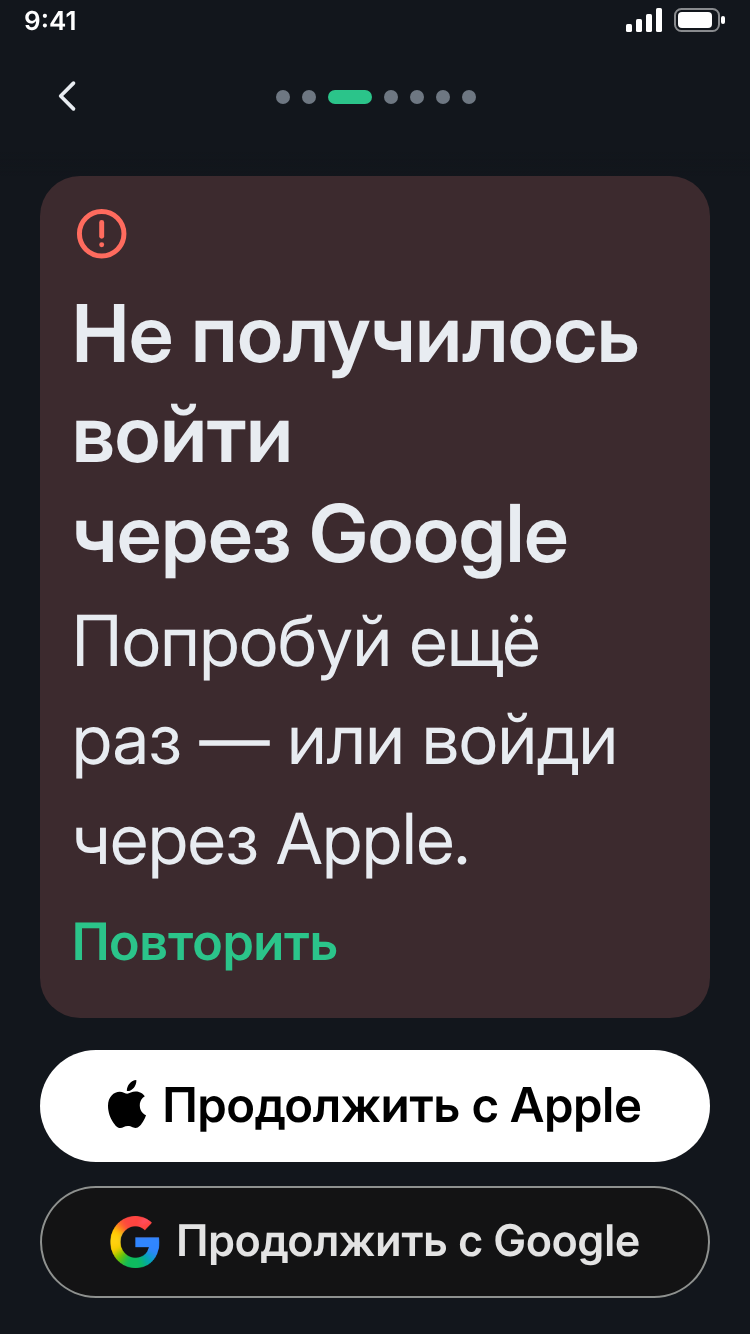 9:41
Не получилось
войти
через Google
Попробуй ещё
раз — или войди
через Apple.
Повторить
Продолжить с Apple
Продолжить с Google